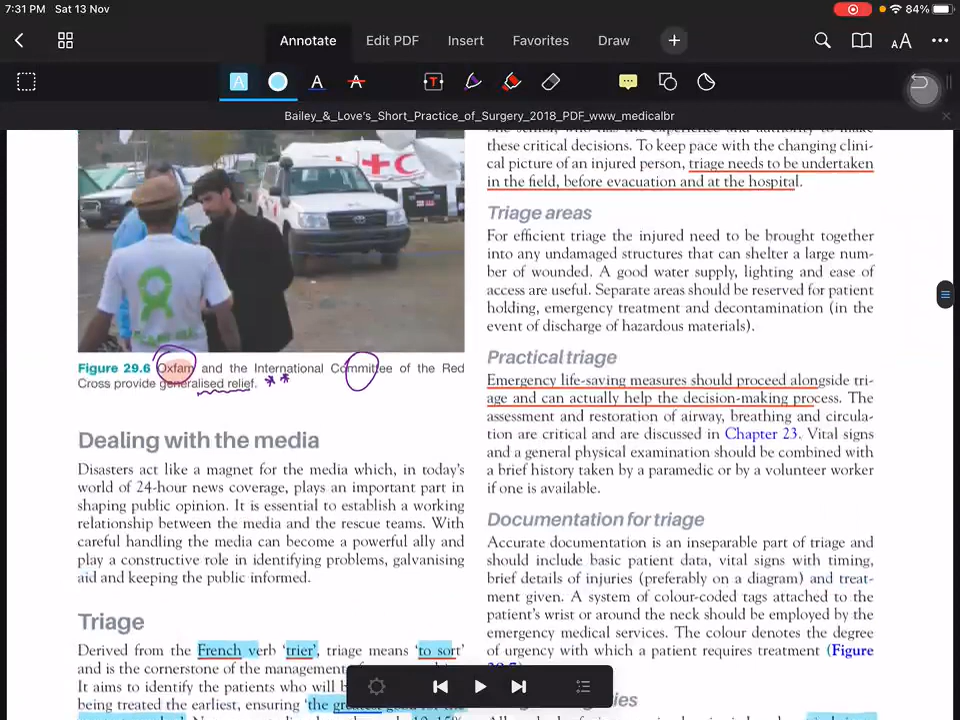 7:31 PM Sat 13 Nov
84%
Annotate Edit PDF Insert Favorites Draw
Bailey_&_Love's_Short_Practice_of_Surgery_2018_PDF_www_medicalbr
Figure 29.6 Oxfam and the International Committee of the Red
Cross provide generalised relief.
Dealing with the media
Disasters act like a magnet for the media which, in today's
world of 24-hour news coverage, plays an important part in
shaping public opinion. It is essential to establish a working
relationship between the media and the rescue teams. With
careful handling the media can become a powerful ally and
play a constructive role in identifying problems, galvanising
aid and keeping the public informed.
Triage
Derived from the French verb 'trier', triage means 'to sort'
and is the cornerstone of the management
It aims to identify the patients who will
being treated the earliest, ensuring 'the greatest
these critical decisions. To keep pace with the changing clini-
cal picture of an injured person, triage needs to be undertaken
in the field, before evacuation and at the hospital.
Triage areas
For efficient triage the injured need to be brought together
into any undamaged structures that can shelter a large num-
ber of wounded. A good water supply, lighting and ease of
access are useful. Separate areas should be reserved for patient
holding, emergency treatment and decontamination (in the
event of discharge of hazardous materials).
Practical triage
Emergency life-saving measures should proceed alongside tri-
age and can actually help the decision-making process. The
assessment and restoration of airway, breathing and circula-
tion are critical and are discussed in Chapter 23. Vital signs
and a general physical examination should be combined with
a brief history taken by a paramedic or by a volunteer worker
if one is available.
Documentation for triage
Accurate documentation is an inseparable part of triage and
should include basic patient data, vital signs with timing,
brief details of injuries (preferably on a diagram) and treat-
ment given. A system of colour-coded tags attached to the
patient's wrist or around the neck should be employed by the
emergency medical services. The colour denotes the degree
of urgency with which a patient requires treatment (Figure